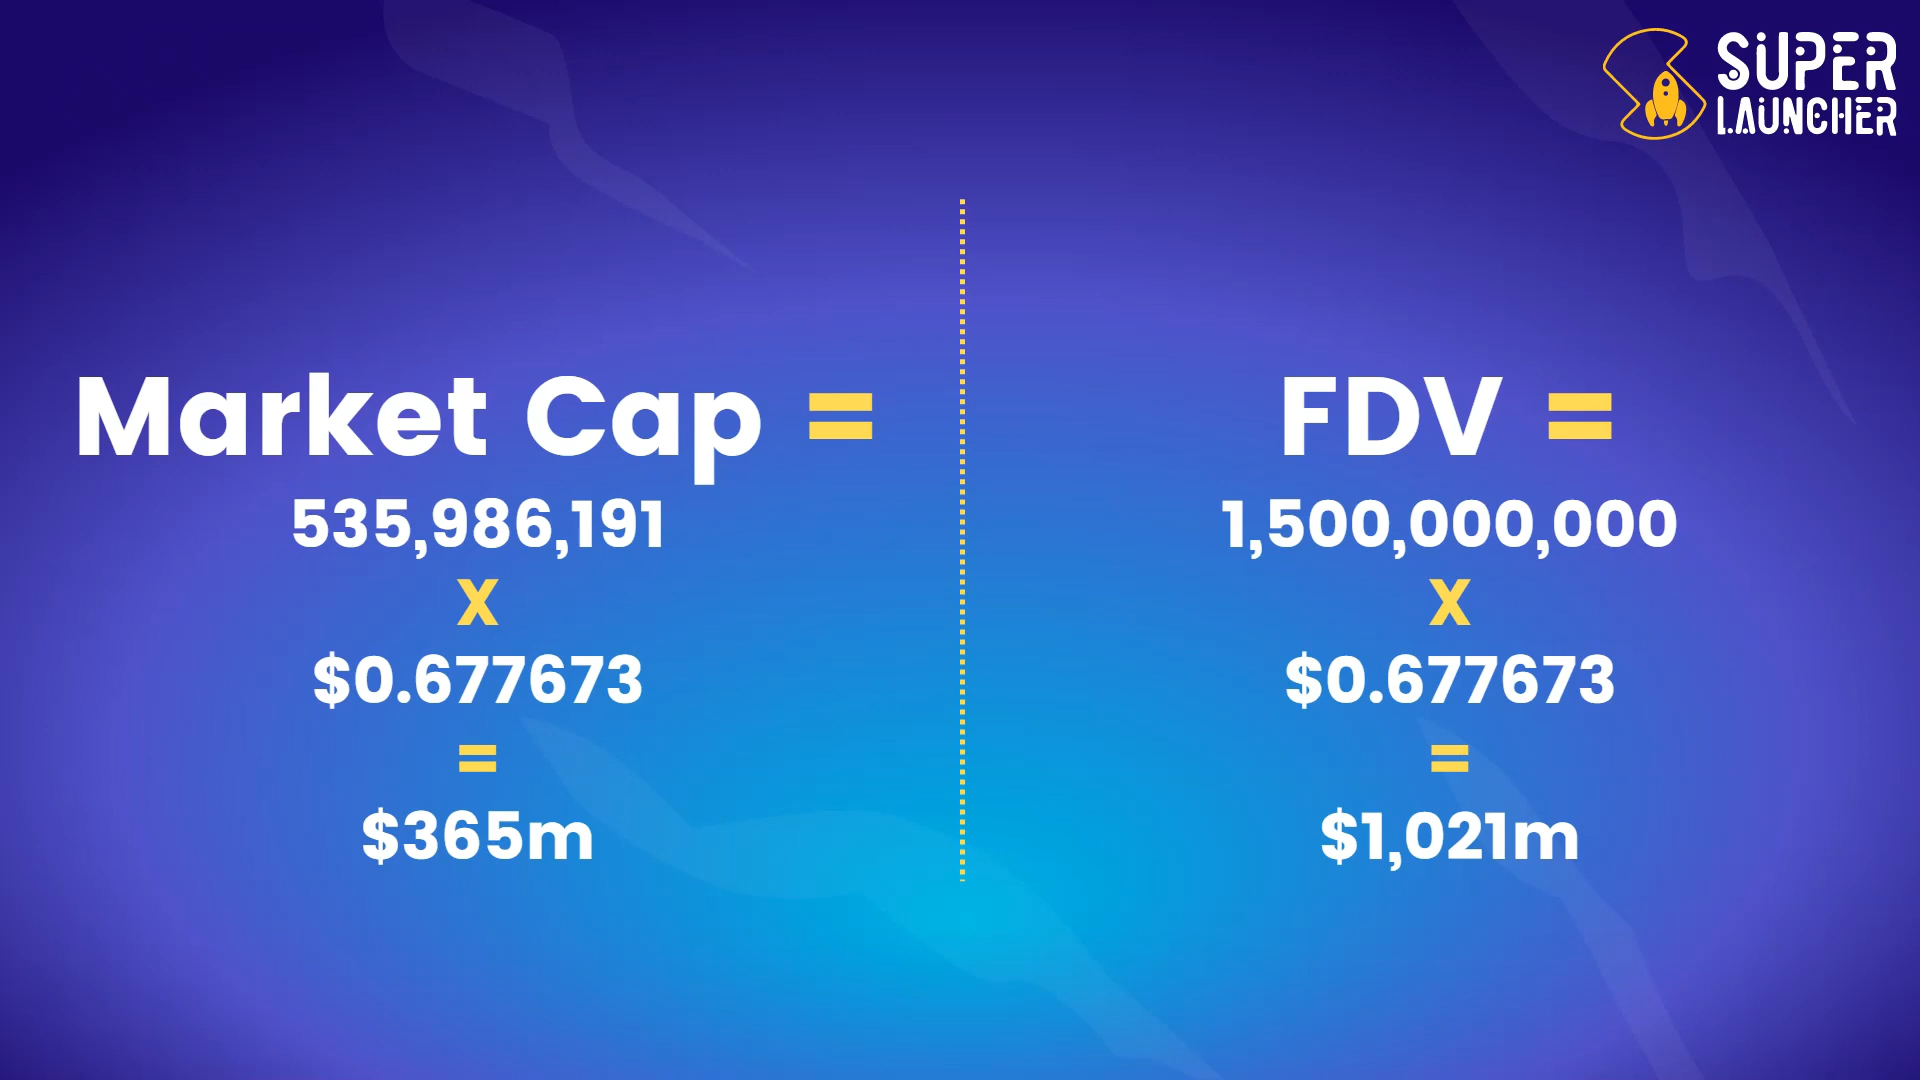 SUPER
LAUNCHER
Market Cap =
535,986,191
X
$0.677673
=
$365m
FDV =
1,500,000,000
X
$0.677673
=
$1,021m